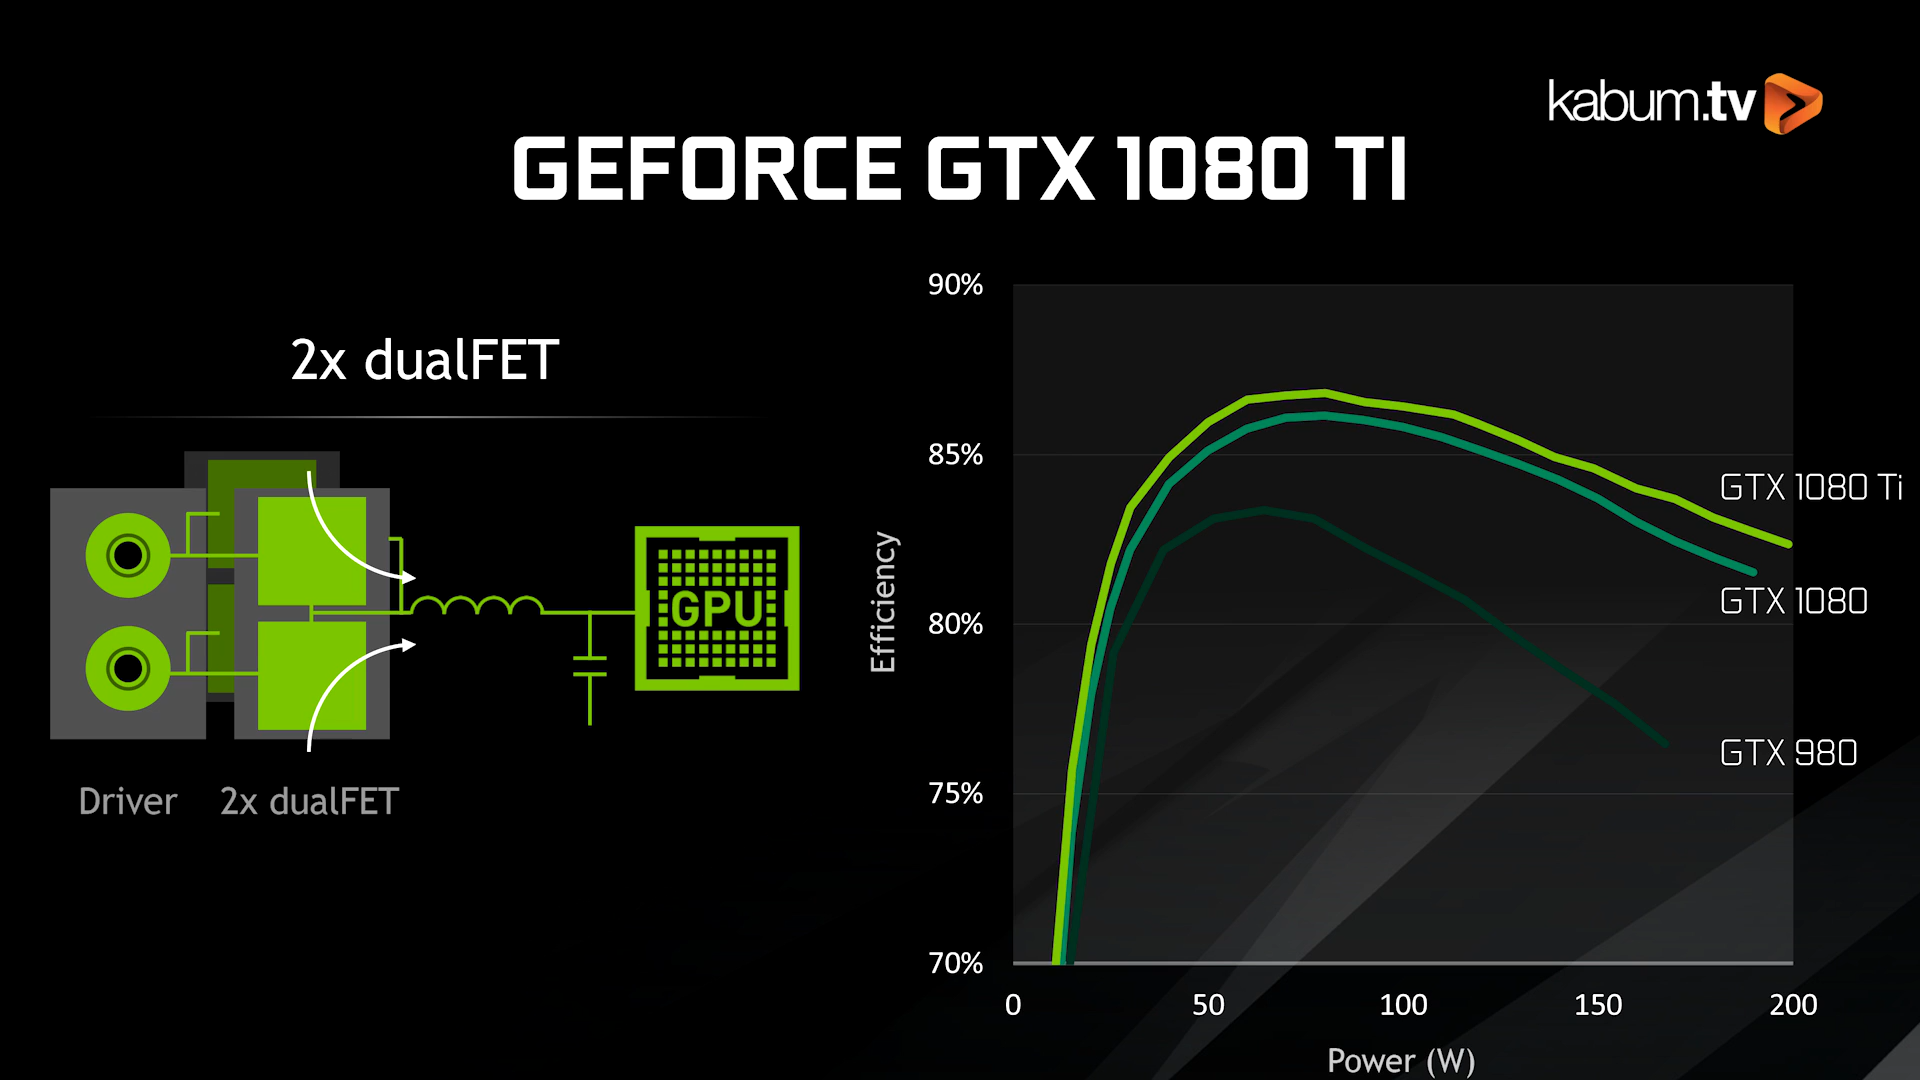 kabum.tv
GEFORCE GTX 1080 TI
2x dualFET
GPU
Driver
2x dualFET
90%
85%
80%
75%
70%
Efficiency
0
50
100
150
200
Power (W)
GTX 1080 Ti
GTX 1080
GTX 980